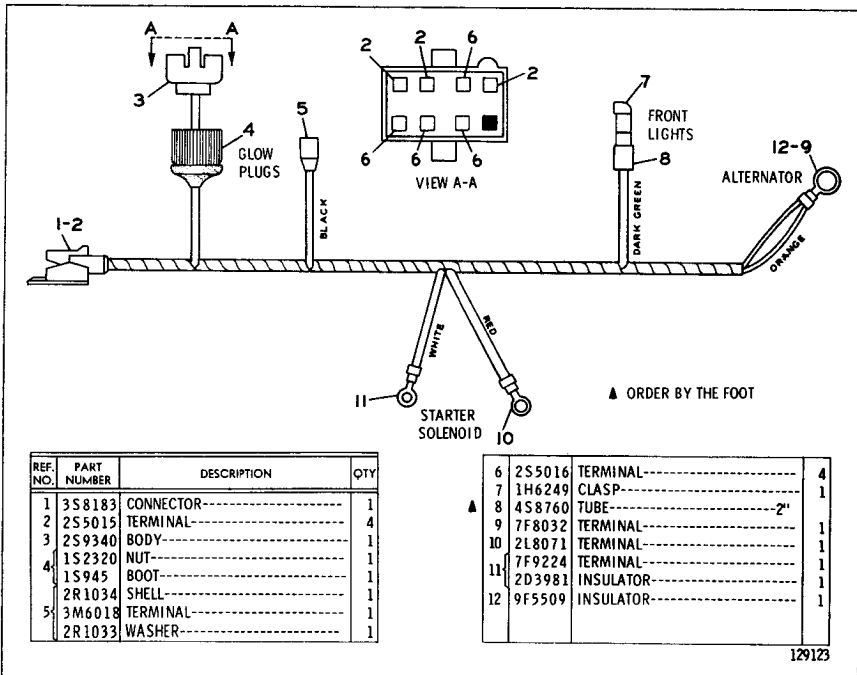 A A
3
4
GLOW
PLUGS
5
BLACK
2 2 6
2
6 6 6
VIEW A-A
7
FRONT
LIGHTS
8
DARK GREEN
12-9
ALTERNATOR
ORANGE
1-2
WHITE
RED
11
STARTER
SOLENOID
10
▲ ORDER BY THE FOOT
REF. NO. PART NUMBER DESCRIPTION QTY
1 3S8183 CONNECTOR 1
2 2S5015 TERMINAL 4
3 2S9340 BODY 1
4 1S2320 NUT 1
1S945 BOOT 1
5 2R1034 SHELL 1
3M6018 TERMINAL 1
2R1033 WASHER 1
6 2S5016 TERMINAL 4
7 1H6249 CLASP 1
▲ 8 4S8760 TUBE 2"
9 7F8032 TERMINAL 1
10 2L8071 TERMINAL 1
11 7F9224 TERMINAL 1
2D3981 INSULATOR 1
12 9F5509 INSULATOR 1
129123